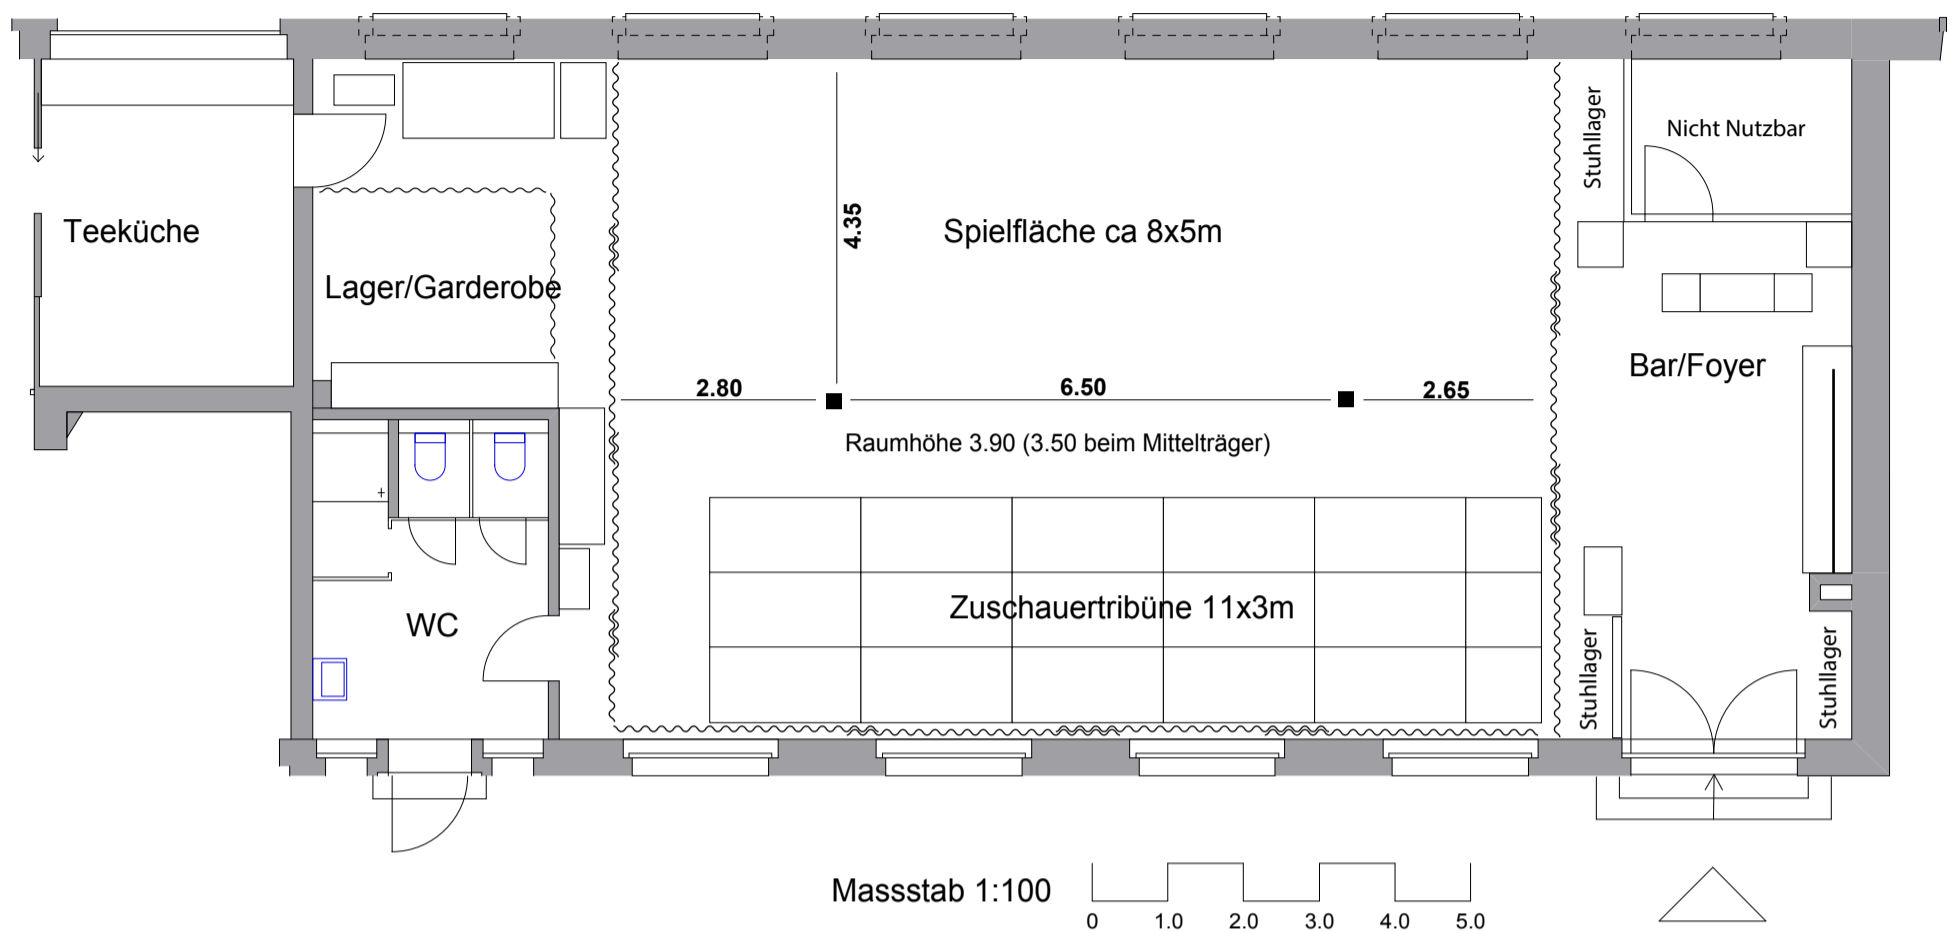 Stuhllager
Nicht Nutzbar
Teeküche
4.35
Spielfläche ca 8x5m
Lager/Garderobe
Bar/Foyer
2.80
6.50
2.65
Raumhöhe 3.90 (3.50 beim Mittelträger)
Zuschauertribüne 11x3m
WC
Stuhllager
Stuhllager
Massstab 1:100
0 1.0 2.0 3.0 4.0 5.0